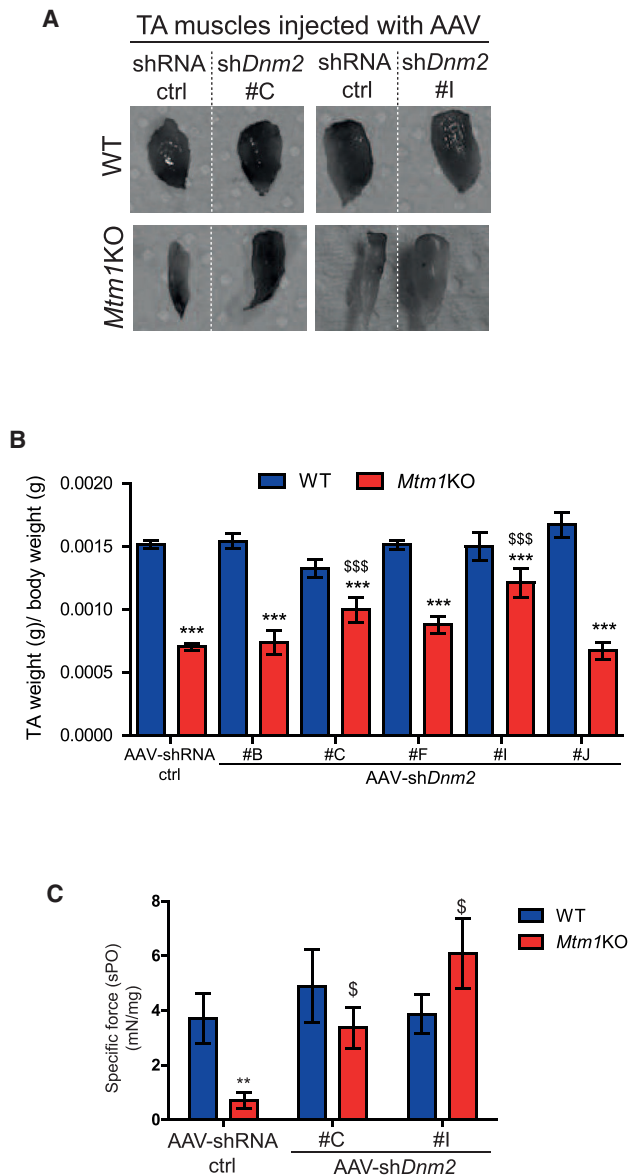 A
TA muscles injected with AAV
shRNA ctrl
shDnm2 #C
shRNA ctrl
shDnm2 #I
WT
Mtm1KO
B
TA weight (g)/ body weight (g)
WT
Mtm1KO
0.0020
0.0015
0.0010
0.0005
0.0000
***
***
$$$
***
***
$$$
***
***
AAV-shRNA ctrl
#B
#C
#F
#I
#J
AAV-shDnm2
C
Specific force (sPO)
(mN/mg)
WT
Mtm1KO
8
6
4
2
0
**
$
$
AAV-shRNA ctrl
#C
#I
AAV-shDnm2